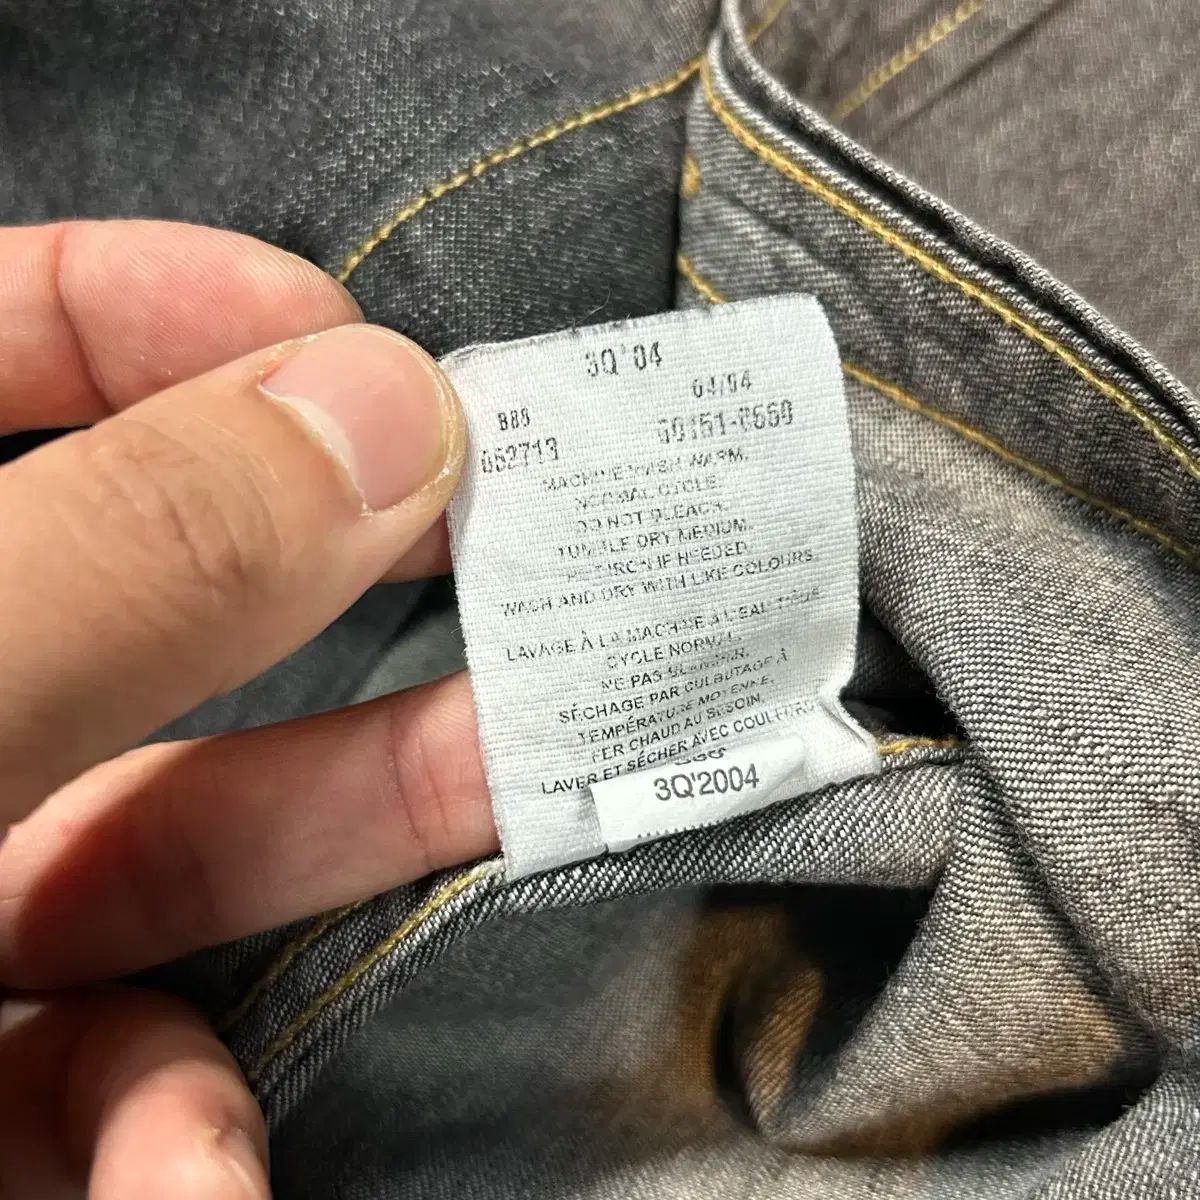 3Q'04
04/04
B88
052713 60151-0660
MACHINE WASH WARM.
NORMAL CYCLE.
DO NOT BLEACH.
TUMBLE DRY MEDIUM.
IRON IF NEEDED.
WASH AND DRY WITH LIKE COLOURS
LAVAGE À LA MACHINE À L'EAU TIÈDE
CYCLE NORMAL.
NE PAS BLANCHIR.
SÉCHAGE PAR CULBUTAGE À
TEMPÉRATURE MOYENNE.
FER CHAUD AU BESOIN.
LAVER ET SÉCHER AVEC COULEURS
3Q'2004